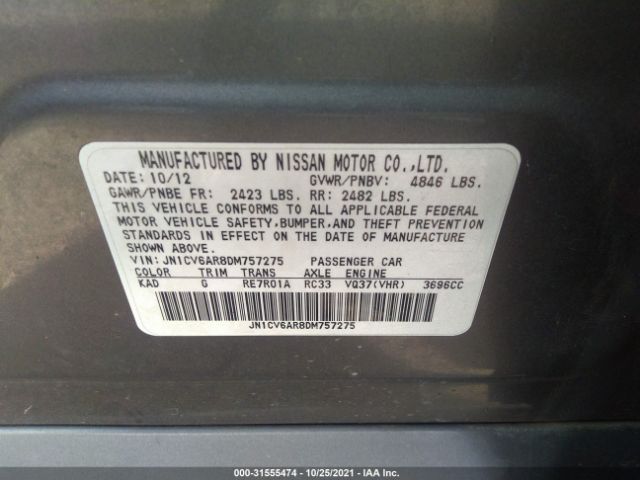 MANUFACTURED BY NISSAN MOTOR CO.,LTD.
DATE: 10/12 GVWR/PNBV: 4846 LBS.
GAWR/PNBE FR: 2423 LBS. RR: 2482 LBS.
THIS VEHICLE CONFORMS TO ALL APPLICABLE FEDERAL
MOTOR VEHICLE SAFETY,BUMPER,AND THEFT PREVENTION
STANDARDS IN EFFECT ON THE DATE OF MANUFACTURE
SHOWN ABOVE.
VIN: JN1CV6AR8DM757275 PASSENGER CAR
COLOR TRIM TRANS AXLE ENGINE
KAD G RE7R01A RC33 VQ37(VHR) 3696CC
JN1CV6AR8DM757275
000-31555474 - 10/25/2021 - IAAI.com